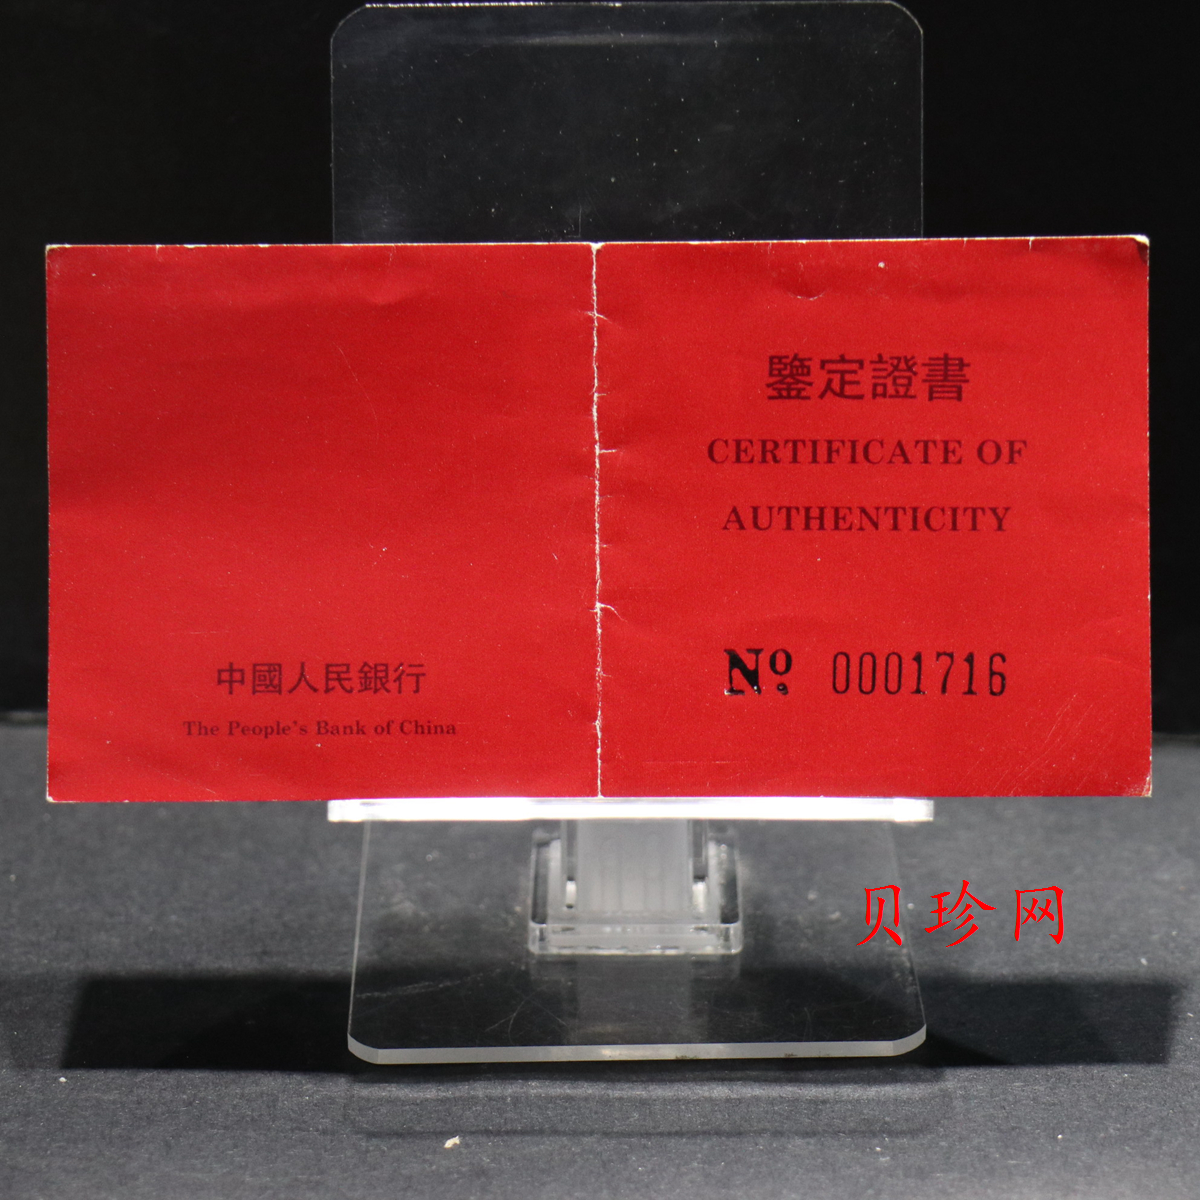 中國人民銀行
The People's Bank of China
鑒定證書
CERTIFICATE OF
AUTHENTICITY
Nº 0001716
贝珍网